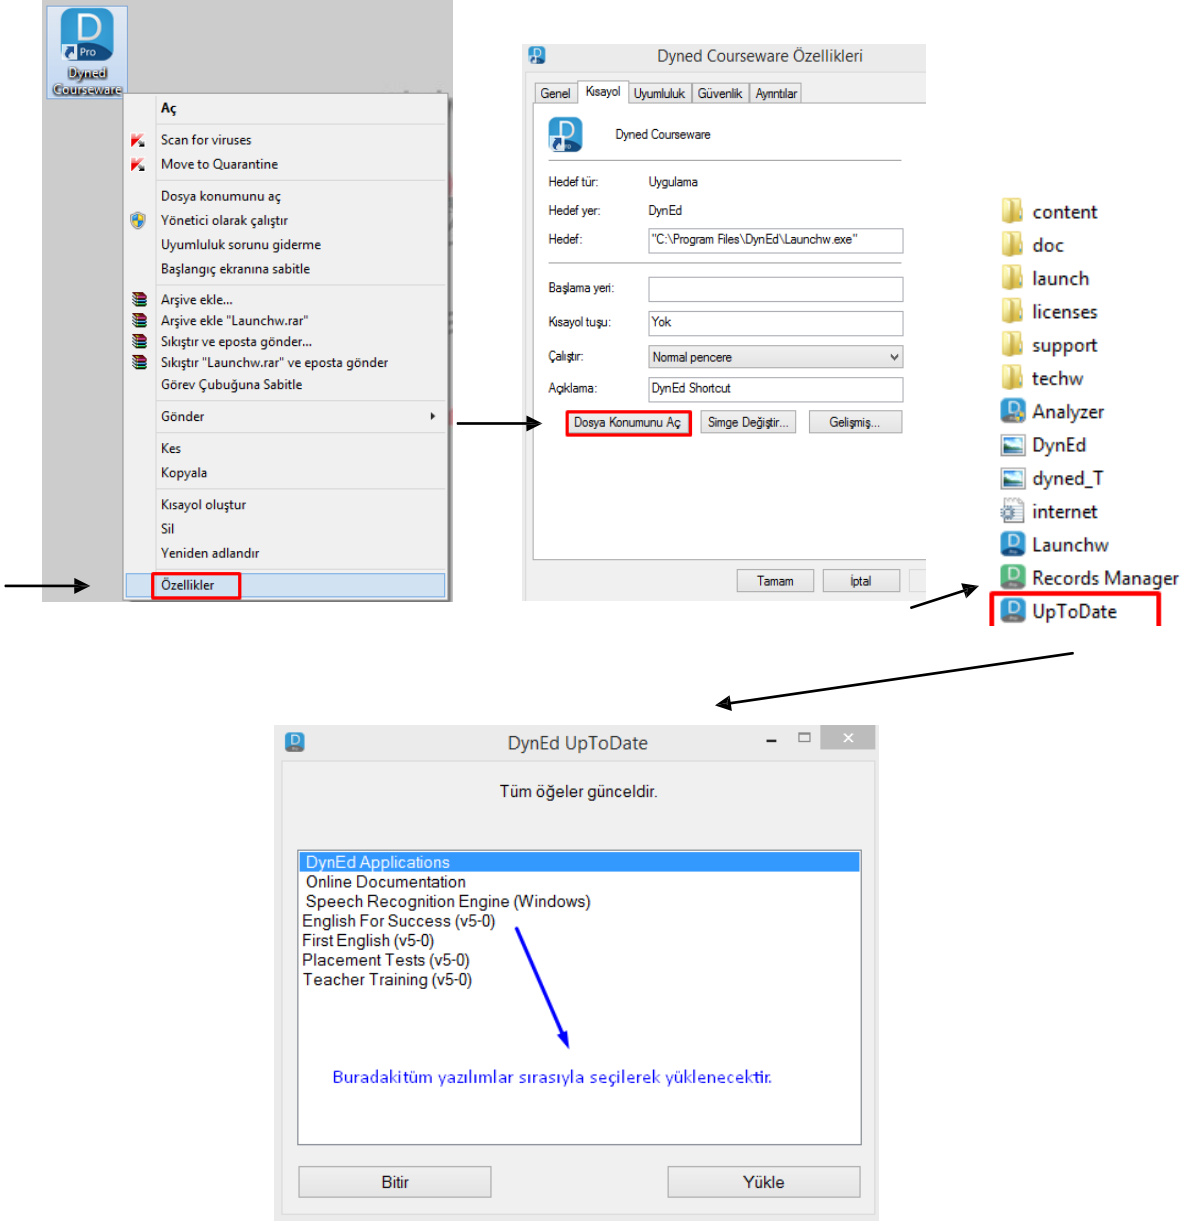 D
Pro
Dyned
Courseware
Aç
Scan for viruses
Move to Quarantine
Dosya konumunu aç
Yönetici olarak çalıştır
Uyumluluk sorunu giderme
Başlangıç ekranına sabitle
Arşive ekle...
Arşive ekle "Launchw.rar"
Sıkıştır ve eposta gönder...
Sıkıştır "Launchw.rar" ve eposta gönder
Görev Çubuğuna Sabitle
Gönder
Kes
Kopyala
Kısayol oluştur
Sil
Yeniden adlandır
Özellikler
Dyned Courseware Özellikleri
Genel Kısayol Uyumluluk Güvenlik Ayrıntılar
Dyned Courseware
Hedef tür: Uygulama
Hedef yer: DynEd
Hedef: "C:\Program Files\DynEd\Launchw.exe"
Başlama yeri:
Kısayol tuşu: Yok
Çalıştır: Normal pencere
Açıklama: DynEd Shortcut
Dosya Konumunu Aç Simge Değiştir... Gelişmiş...
Tamam İptal
content
doc
launch
licenses
support
techw
Analyzer
DynEd
dyned_T
internet
Launchw
Records Manager
UpToDate
DynEd UpToDate
Tüm öğeler günceldir.
DynEd Applications
Online Documentation
Speech Recognition Engine (Windows)
English For Success (v5-0)
First English (v5-0)
Placement Tests (v5-0)
Teacher Training (v5-0)
Buradakitüm yazılımlar sırasıyla seçilerek yüklenecektir.
Bitir Yükle